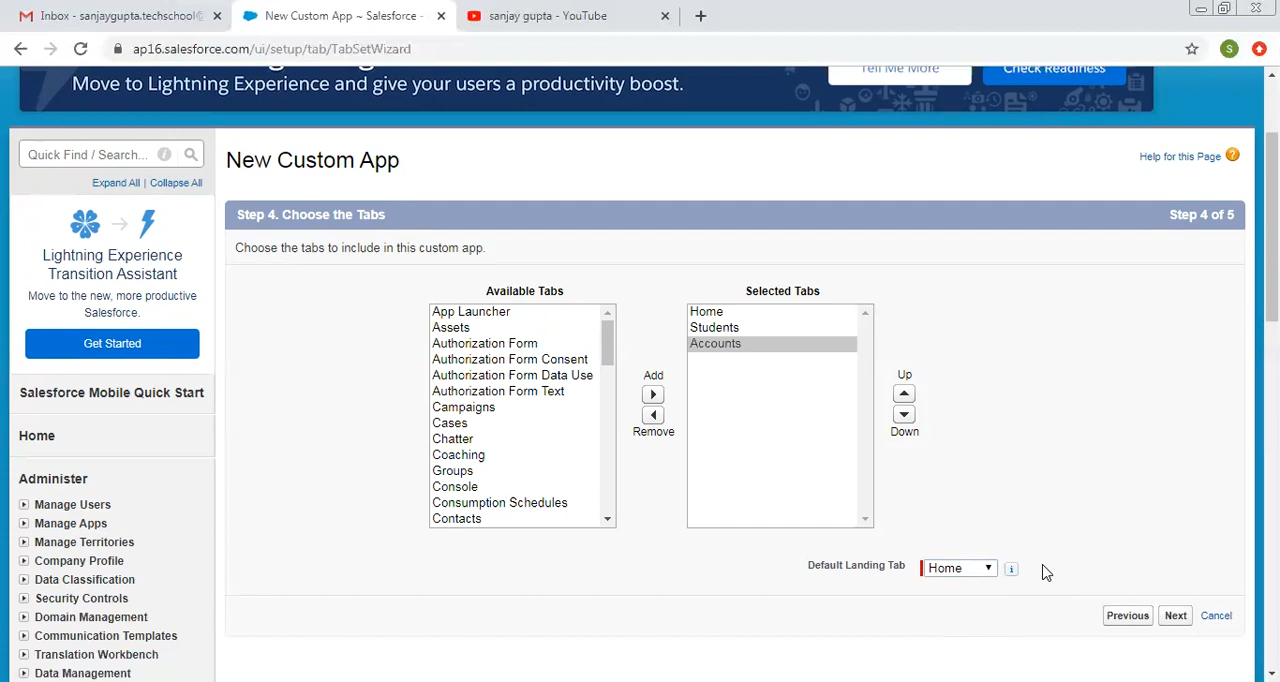 Inbox - sanjaygupta.techschool@
New Custom App ~ Salesforce -
sanjay gupta - YouTube
ap16.salesforce.com/ui/setup/tab/TabSetWizard
S
Move to Lightning Experience and give your users a productivity boost.
Tell Me More
Check Readiness
Quick Find / Search...
Expand All | Collapse All
Lightning Experience
Transition Assistant
Move to the new, more productive
Salesforce.
Get Started
Salesforce Mobile Quick Start
Home
Administer
Manage Users
Manage Apps
Manage Territories
Company Profile
Data Classification
Security Controls
Domain Management
Communication Templates
Translation Workbench
Data Management
New Custom App
Help for this Page
Step 4. Choose the Tabs
Step 4 of 5
Choose the tabs to include in this custom app.
Available Tabs
App Launcher
Assets
Authorization Form
Authorization Form Consent
Authorization Form Data Use
Authorization Form Text
Campaigns
Cases
Chatter
Coaching
Groups
Console
Consumption Schedules
Contacts
Add
Remove
Selected Tabs
Home
Students
Accounts
Up
Down
Default Landing Tab
Home
Previous
Next
Cancel